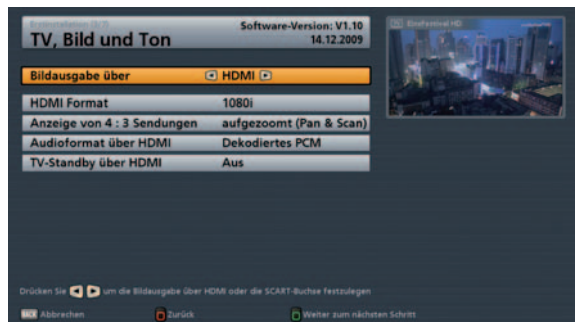 Erstinstallation (2/7)
TV, Bild und Ton
Software-Version: V1.10
14.12.2009
EinsFestival HD
Bildausgabe über HDMI
HDMI Format 1080i
Anzeige von 4 : 3 Sendungen aufgezoomt (Pan & Scan)
Audioformat über HDMI Dekodiertes PCM
TV-Standby über HDMI Aus
Drücken Sie um die Bildausgabe über HDMI oder die SCART-Buchse festzulegen
BACK Abbrechen Zurück Weiter zum nächsten Schritt